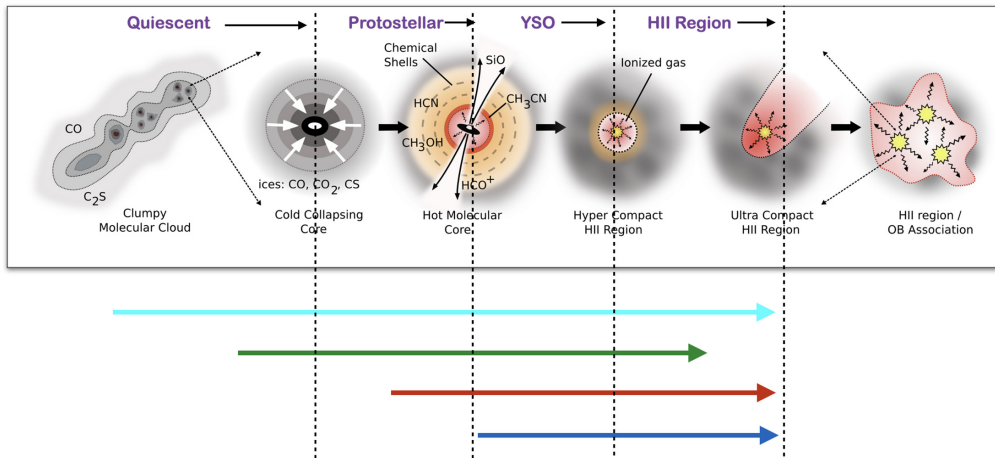 Quiescent
Protostellar
YSO
HII Region
Chemical
Shells
SiO
Ionized gas
HCN
CH3CN
CO
CH3OH
HCO+
ices: CO, CO2, CS
C2S
Clumpy
Molecular Cloud
Cold Collapsing
Core
Hot Molecular
Core
Hyper Compact
HII Region
Ultra Compact
HII Region
HII region /
OB Association